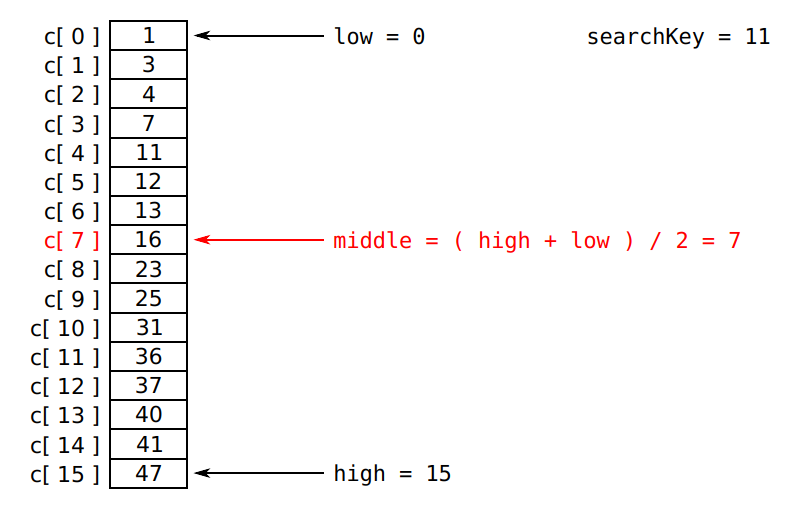 c[ 0 ] 1 low = 0 searchKey = 11
c[ 1 ] 3
c[ 2 ] 4
c[ 3 ] 7
c[ 4 ] 11
c[ 5 ] 12
c[ 6 ] 13
c[ 7 ] 16 middle = ( high + low ) / 2 = 7
c[ 8 ] 23
c[ 9 ] 25
c[ 10 ] 31
c[ 11 ] 36
c[ 12 ] 37
c[ 13 ] 40
c[ 14 ] 41
c[ 15 ] 47 high = 15